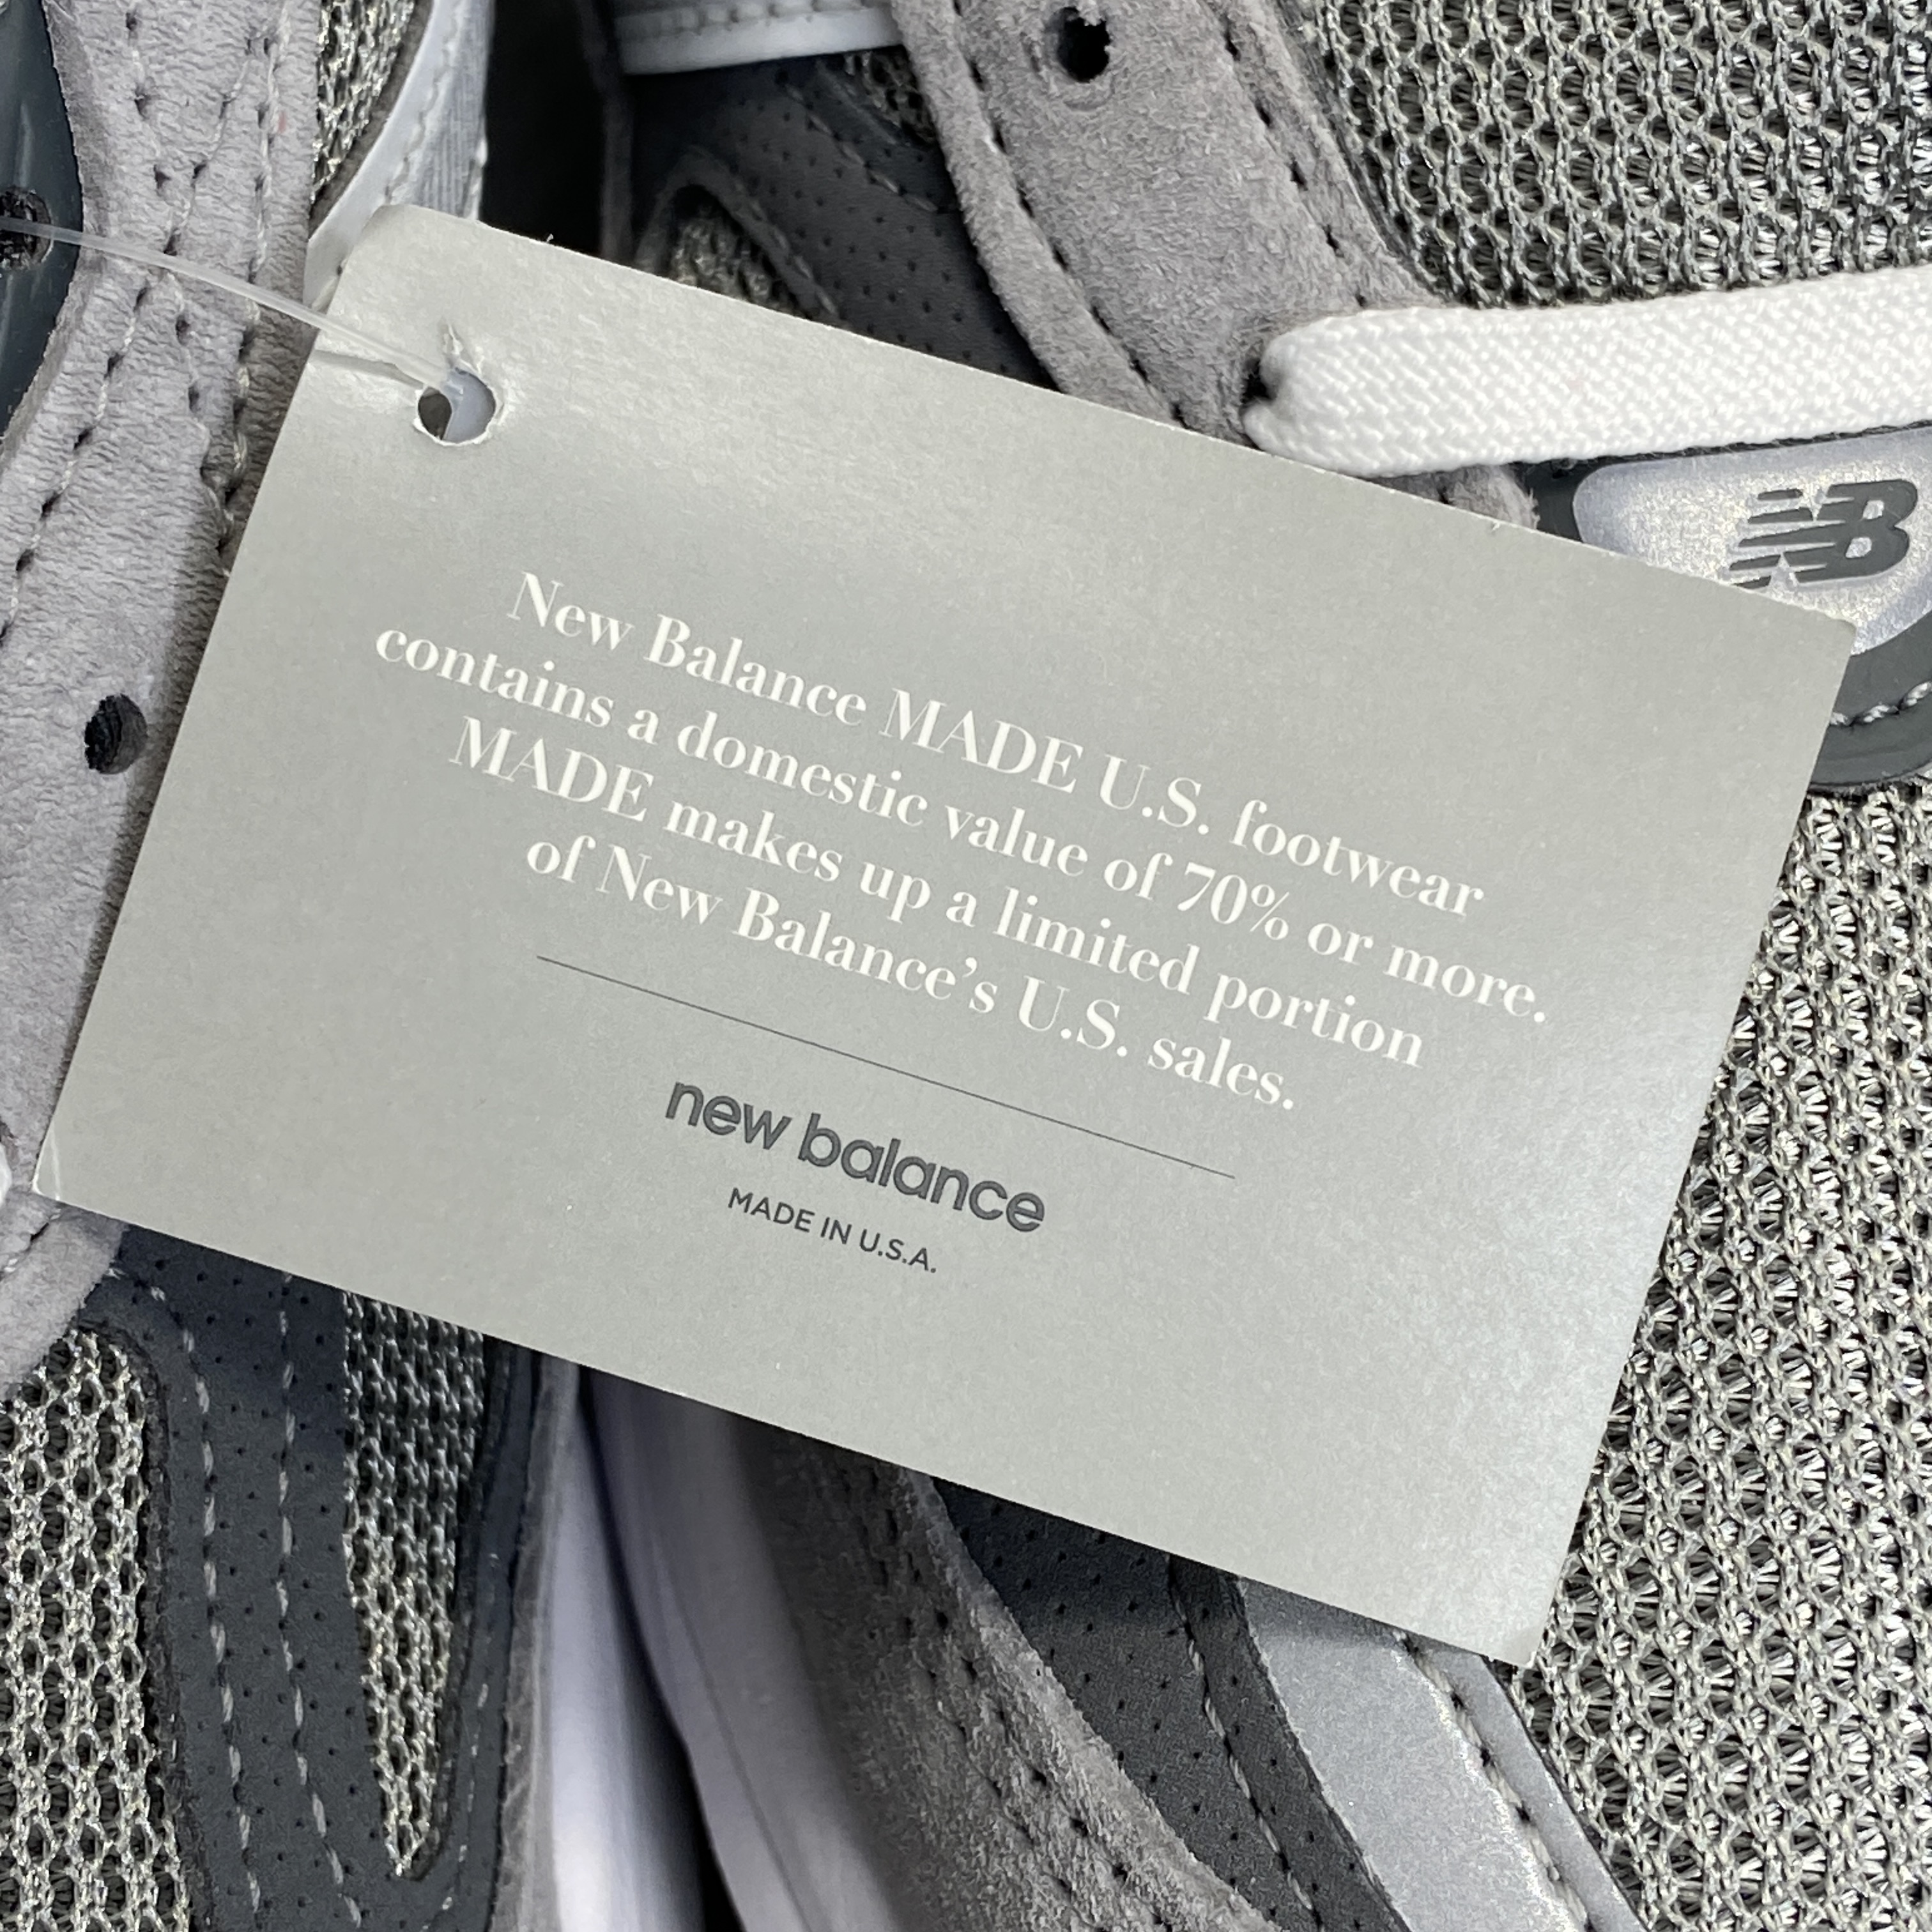 New Balance MADE U.S. footwear
contains a domestic value of 70% or more.
MADE makes up a limited portion
of New Balance’s U.S. sales.
new balance
MADE IN U.S.A.
NB